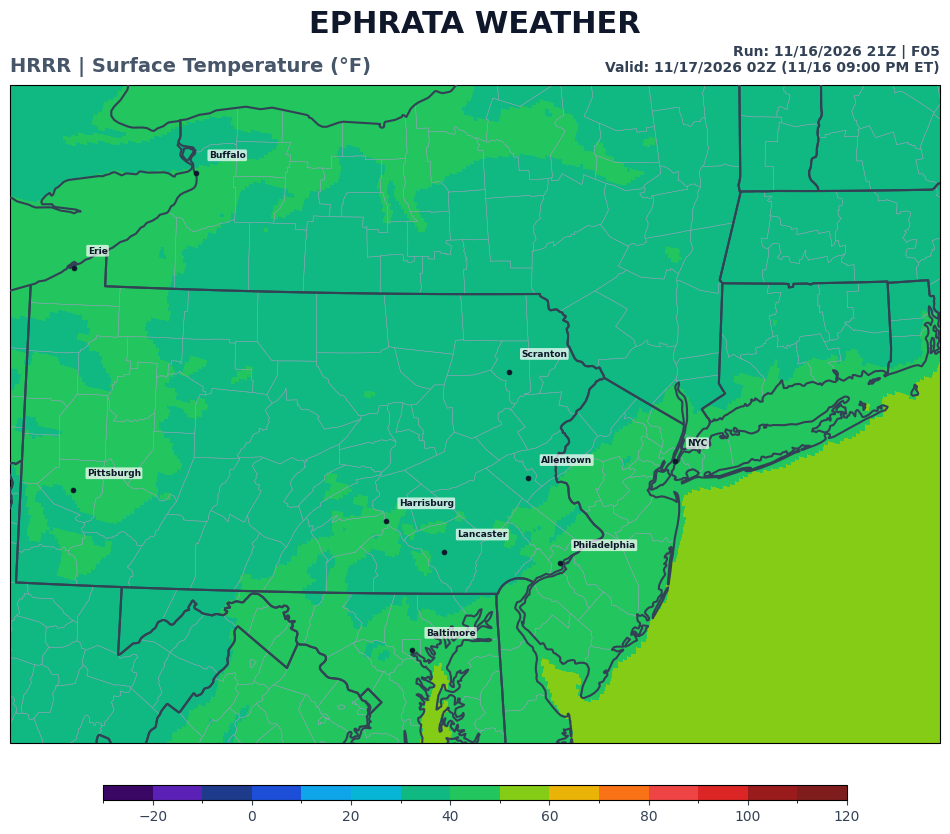 EPHRATA WEATHER
HRRR | Surface Temperature (°F)
Run: 11/16/2026 21Z | F05
Valid: 11/17/2026 02Z (11/16 09:00 PM ET)
Buffalo
Erie
Scranton
NYC
Allentown
Pittsburgh
Harrisburg
Lancaster
Philadelphia
Baltimore
−20 0 20 40 60 80 100 120